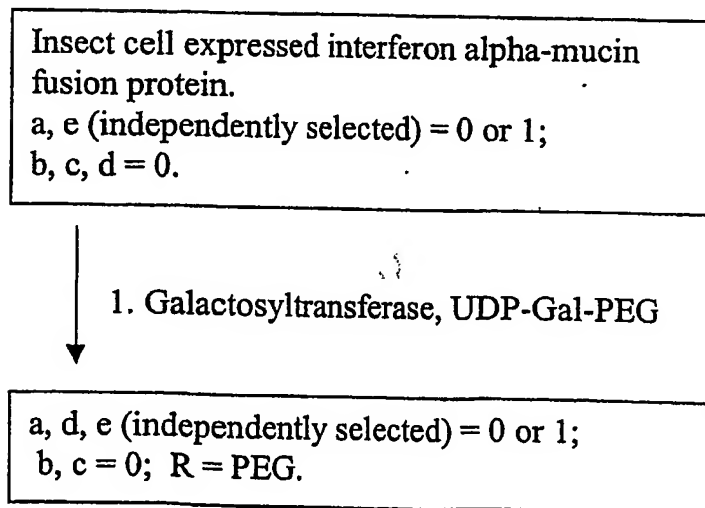 Insect cell expressed interferon alpha-mucin
fusion protein.
a, e (independently selected) = 0 or 1;
b, c, d = 0.
1. Galactosyltransferase, UDP-Gal-PEG
a, d, e (independently selected) = 0 or 1;
b, c = 0; R = PEG.